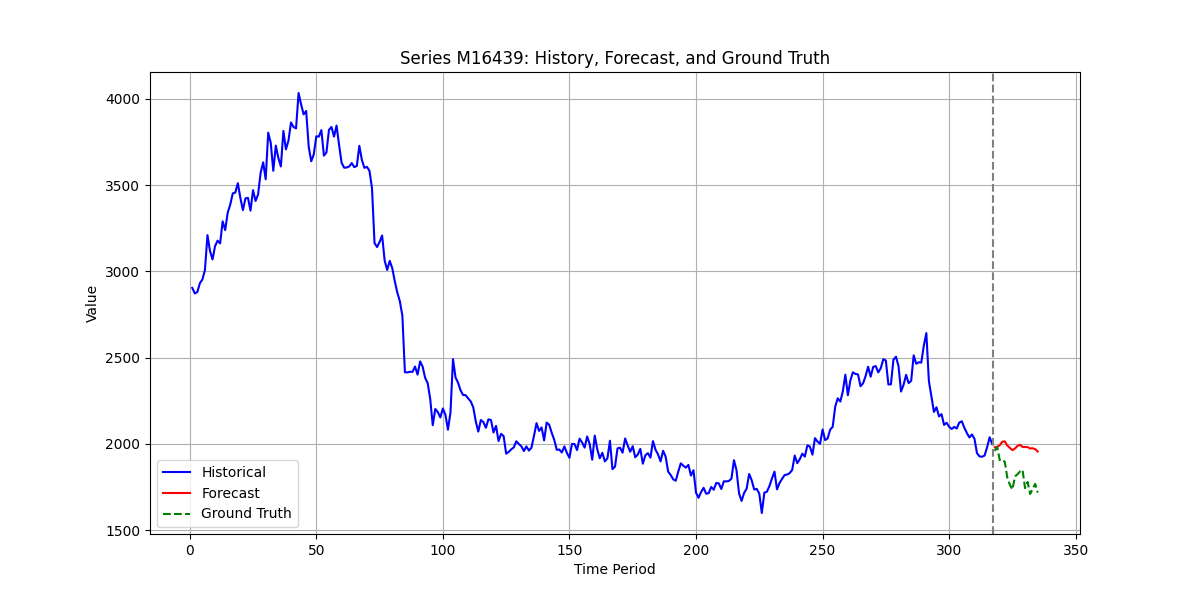 Series M16439: History, Forecast, and Ground Truth
Value
4000
3500
3000
2500
2000
1500
Historical
Forecast
Ground Truth
0 50 100 150 200 250 300 350
Time Period